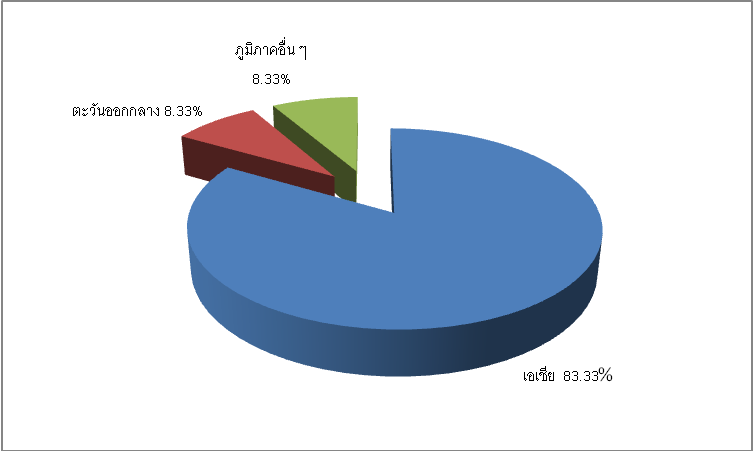 ภูมิภาคอื่น ๆ
8.33%
ตะวันออกกลาง 8.33%
เอเชีย 83.33%